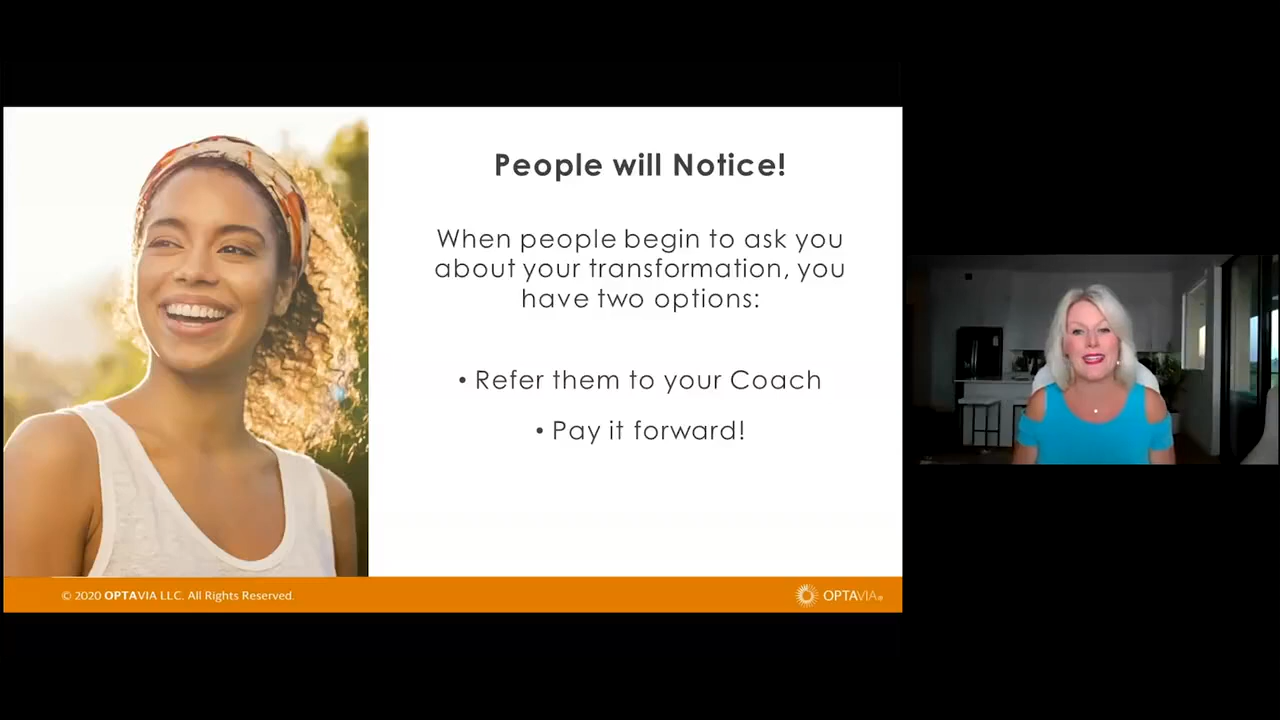 People will Notice!
When people begin to ask you
about your transformation, you
have two options:
• Refer them to your Coach
• Pay it forward!
© 2020 OPTAVIA LLC. All Rights Reserved.
OPTAVIA